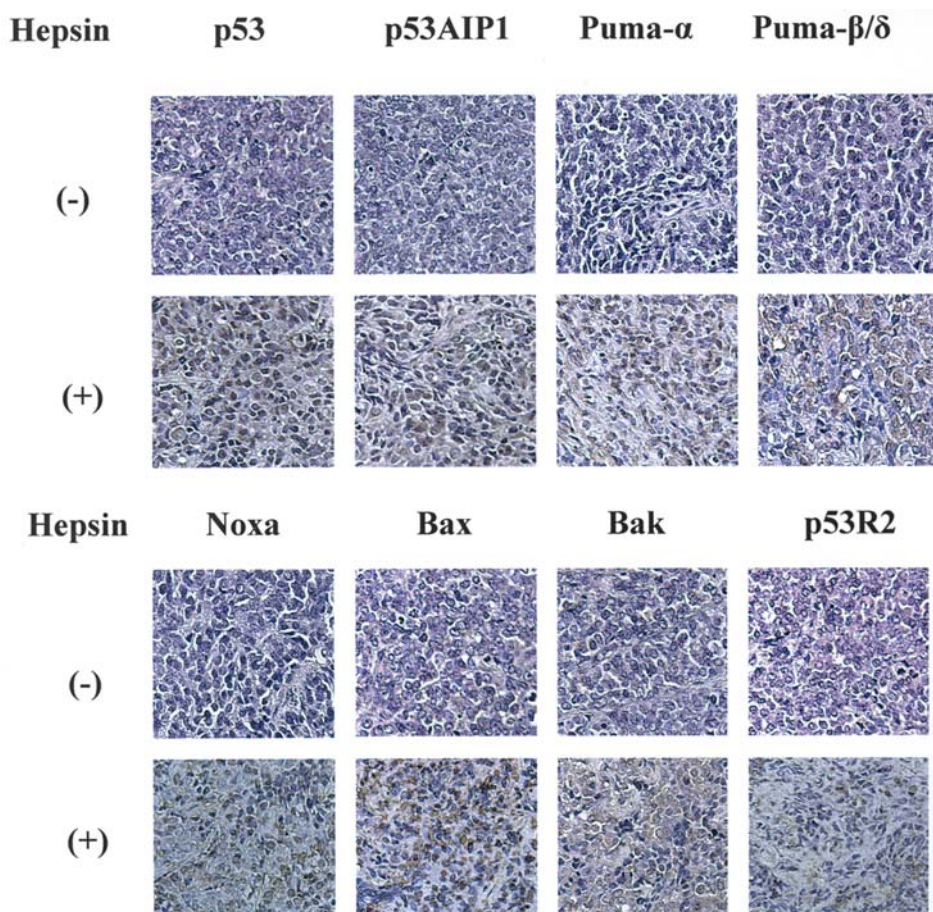 Hepsin p53 p53AIP1 Puma-α Puma-β/δ
(-)
(+)
Hepsin Noxa Bax Bak p53R2
(-)
(+)